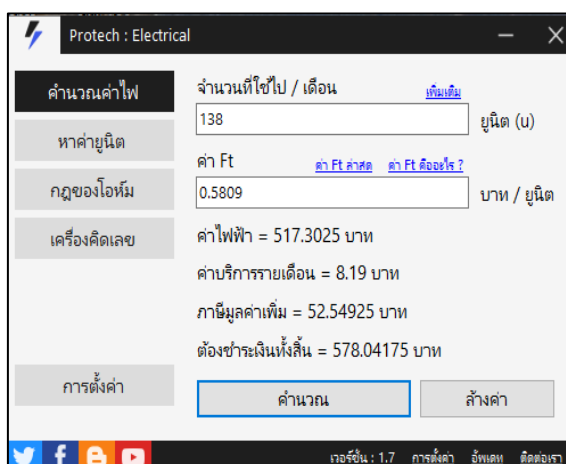 Protech : Electrical
คำนวณค่าไฟ
หาค่ายูนิต
กฎของโอห์ม
เครื่องคิดเลข
การตั้งค่า
จำนวนที่ใช้ไป / เดือน เพิ่มเติม
138 ยูนิต (u)
ค่า Ft ค่า Ft ล่าสุด ค่า Ft คืออะไร ?
0.5809 บาท / ยูนิต
ค่าไฟฟ้า = 517.3025 บาท
ค่าบริการรายเดือน = 8.19 บาท
ภาษีมูลค่าเพิ่ม = 52.54925 บาท
ต้องชำระเงินทั้งสิ้น = 578.04175 บาท
คำนวณ ล้างค่า
เวอร์ชั่น : 1.7 การตั้งค่า อัพเดท ติดต่อเรา